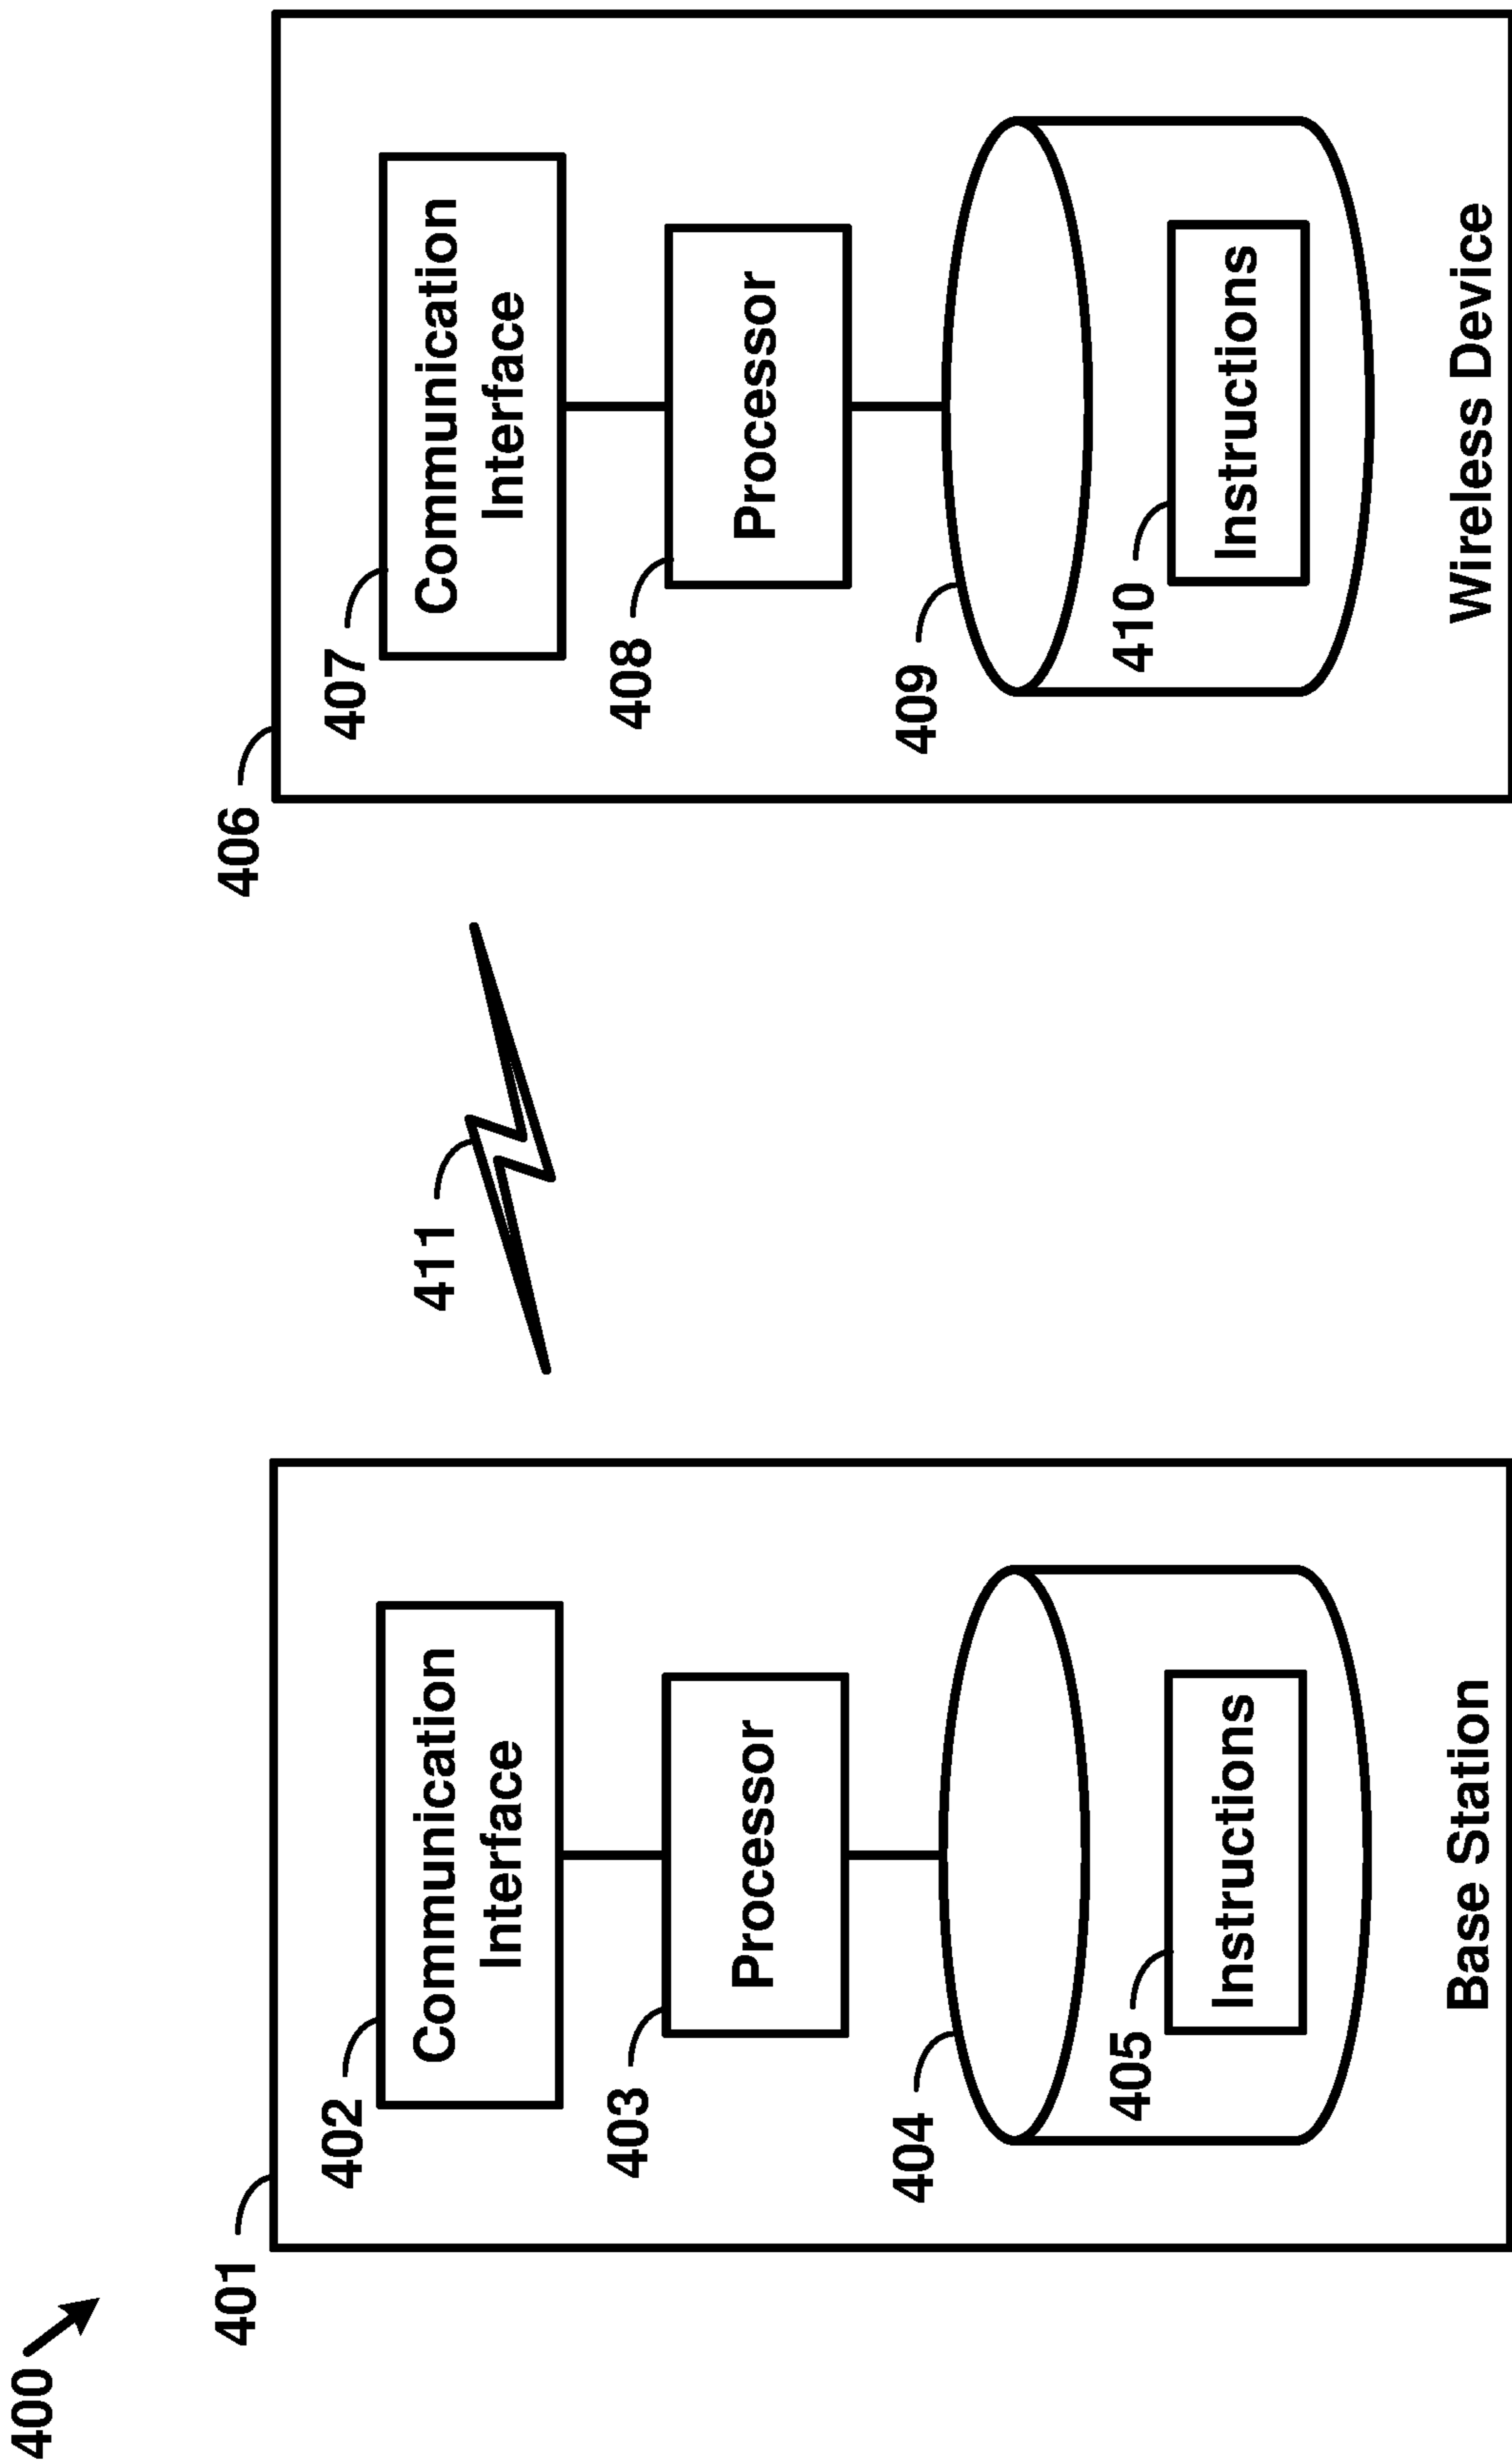 400
401
402
Communication
Interface
403
Processor
404
405
Instructions
Base Station
411
406
407
Communication
Interface
408
Processor
409
410
Instructions
Wireless Device